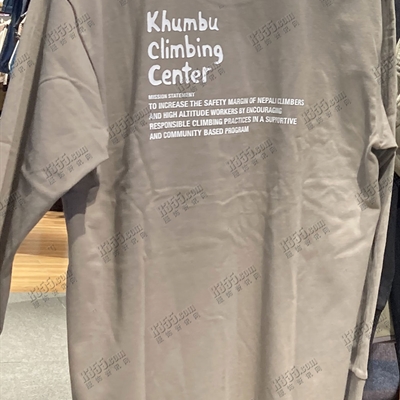 Khumbu
Climbing
Center
MISSION STATEMENT
TO INCREASE THE SAFETY MARGIN OF NEPALI CLIMBERS
AND HIGH ALTITUDE WORKERS BY ENCOURAGING
RESPONSIBLE CLIMBING PRACTICES IN A SUPPORTIVE
AND COMMUNITY BASED PROGRAM